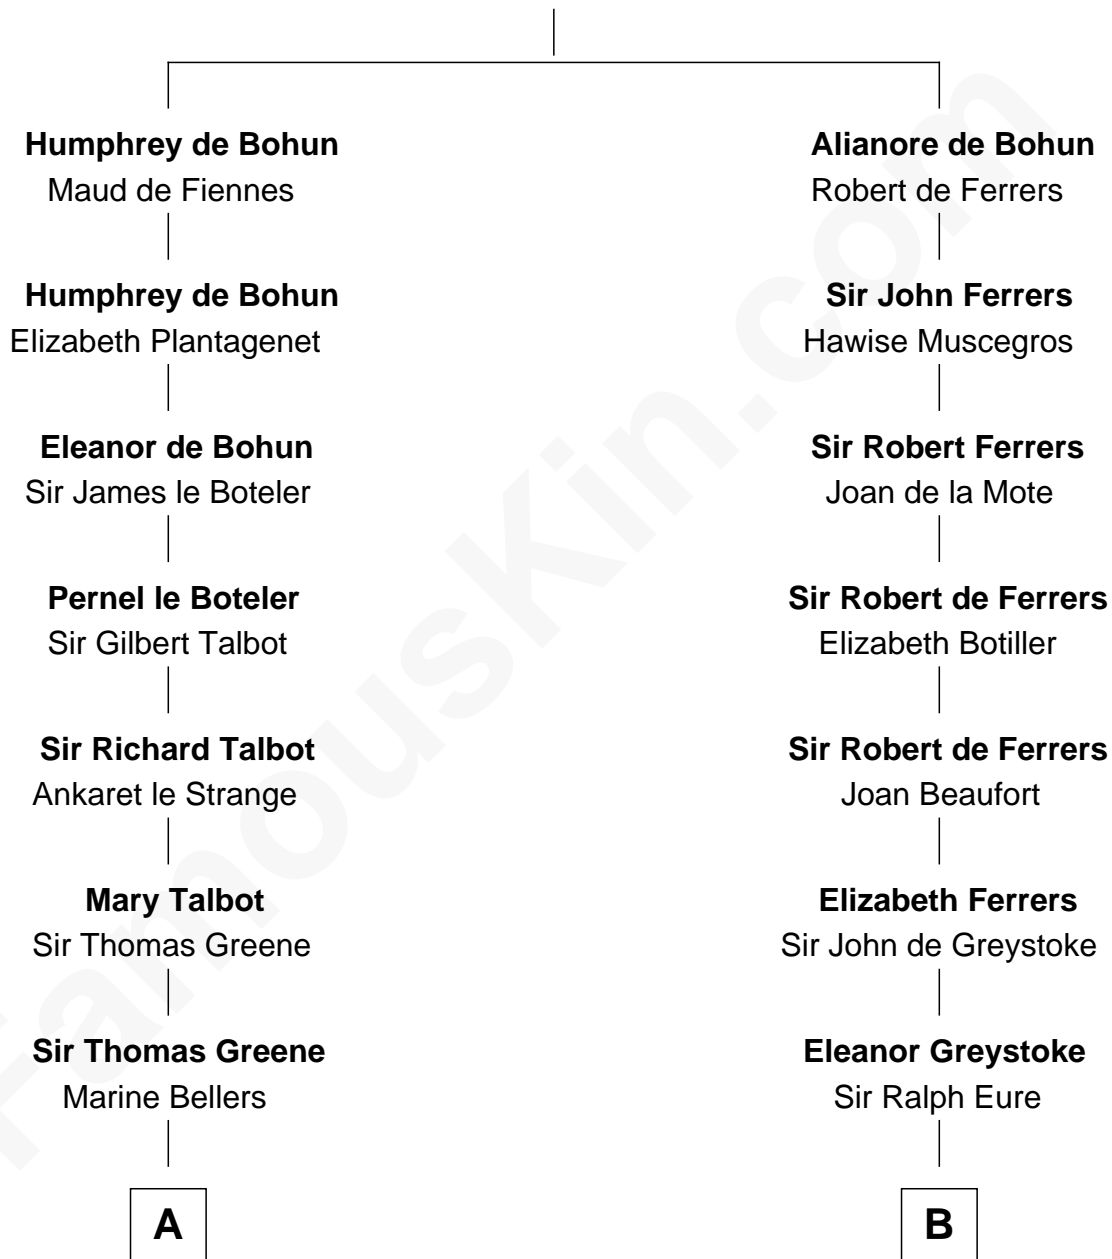 Humphrey de Bohun
Maud de Fiennes
Humphrey de Bohun
Elizabeth Plantagenet
Eleanor de Bohun
Sir James le Boteler
Pernel le Boteler
Sir Gilbert Talbot
Sir Richard Talbot
Ankaret le Strange
Mary Talbot
Sir Thomas Greene
Sir Thomas Greene
Marine Bellers
A
Alianore de Bohun
Robert de Ferrers
Sir John Ferrers
Hawise Muscegros
Sir Robert Ferrers
Joan de la Mote
Sir Robert de Ferrers
Elizabeth Botiller
Sir Robert de Ferrers
Joan Beaufort
Elizabeth Ferrers
Sir John de Greystoke
Eleanor Greystoke
Sir Ralph Eure
B
FamousKin.com